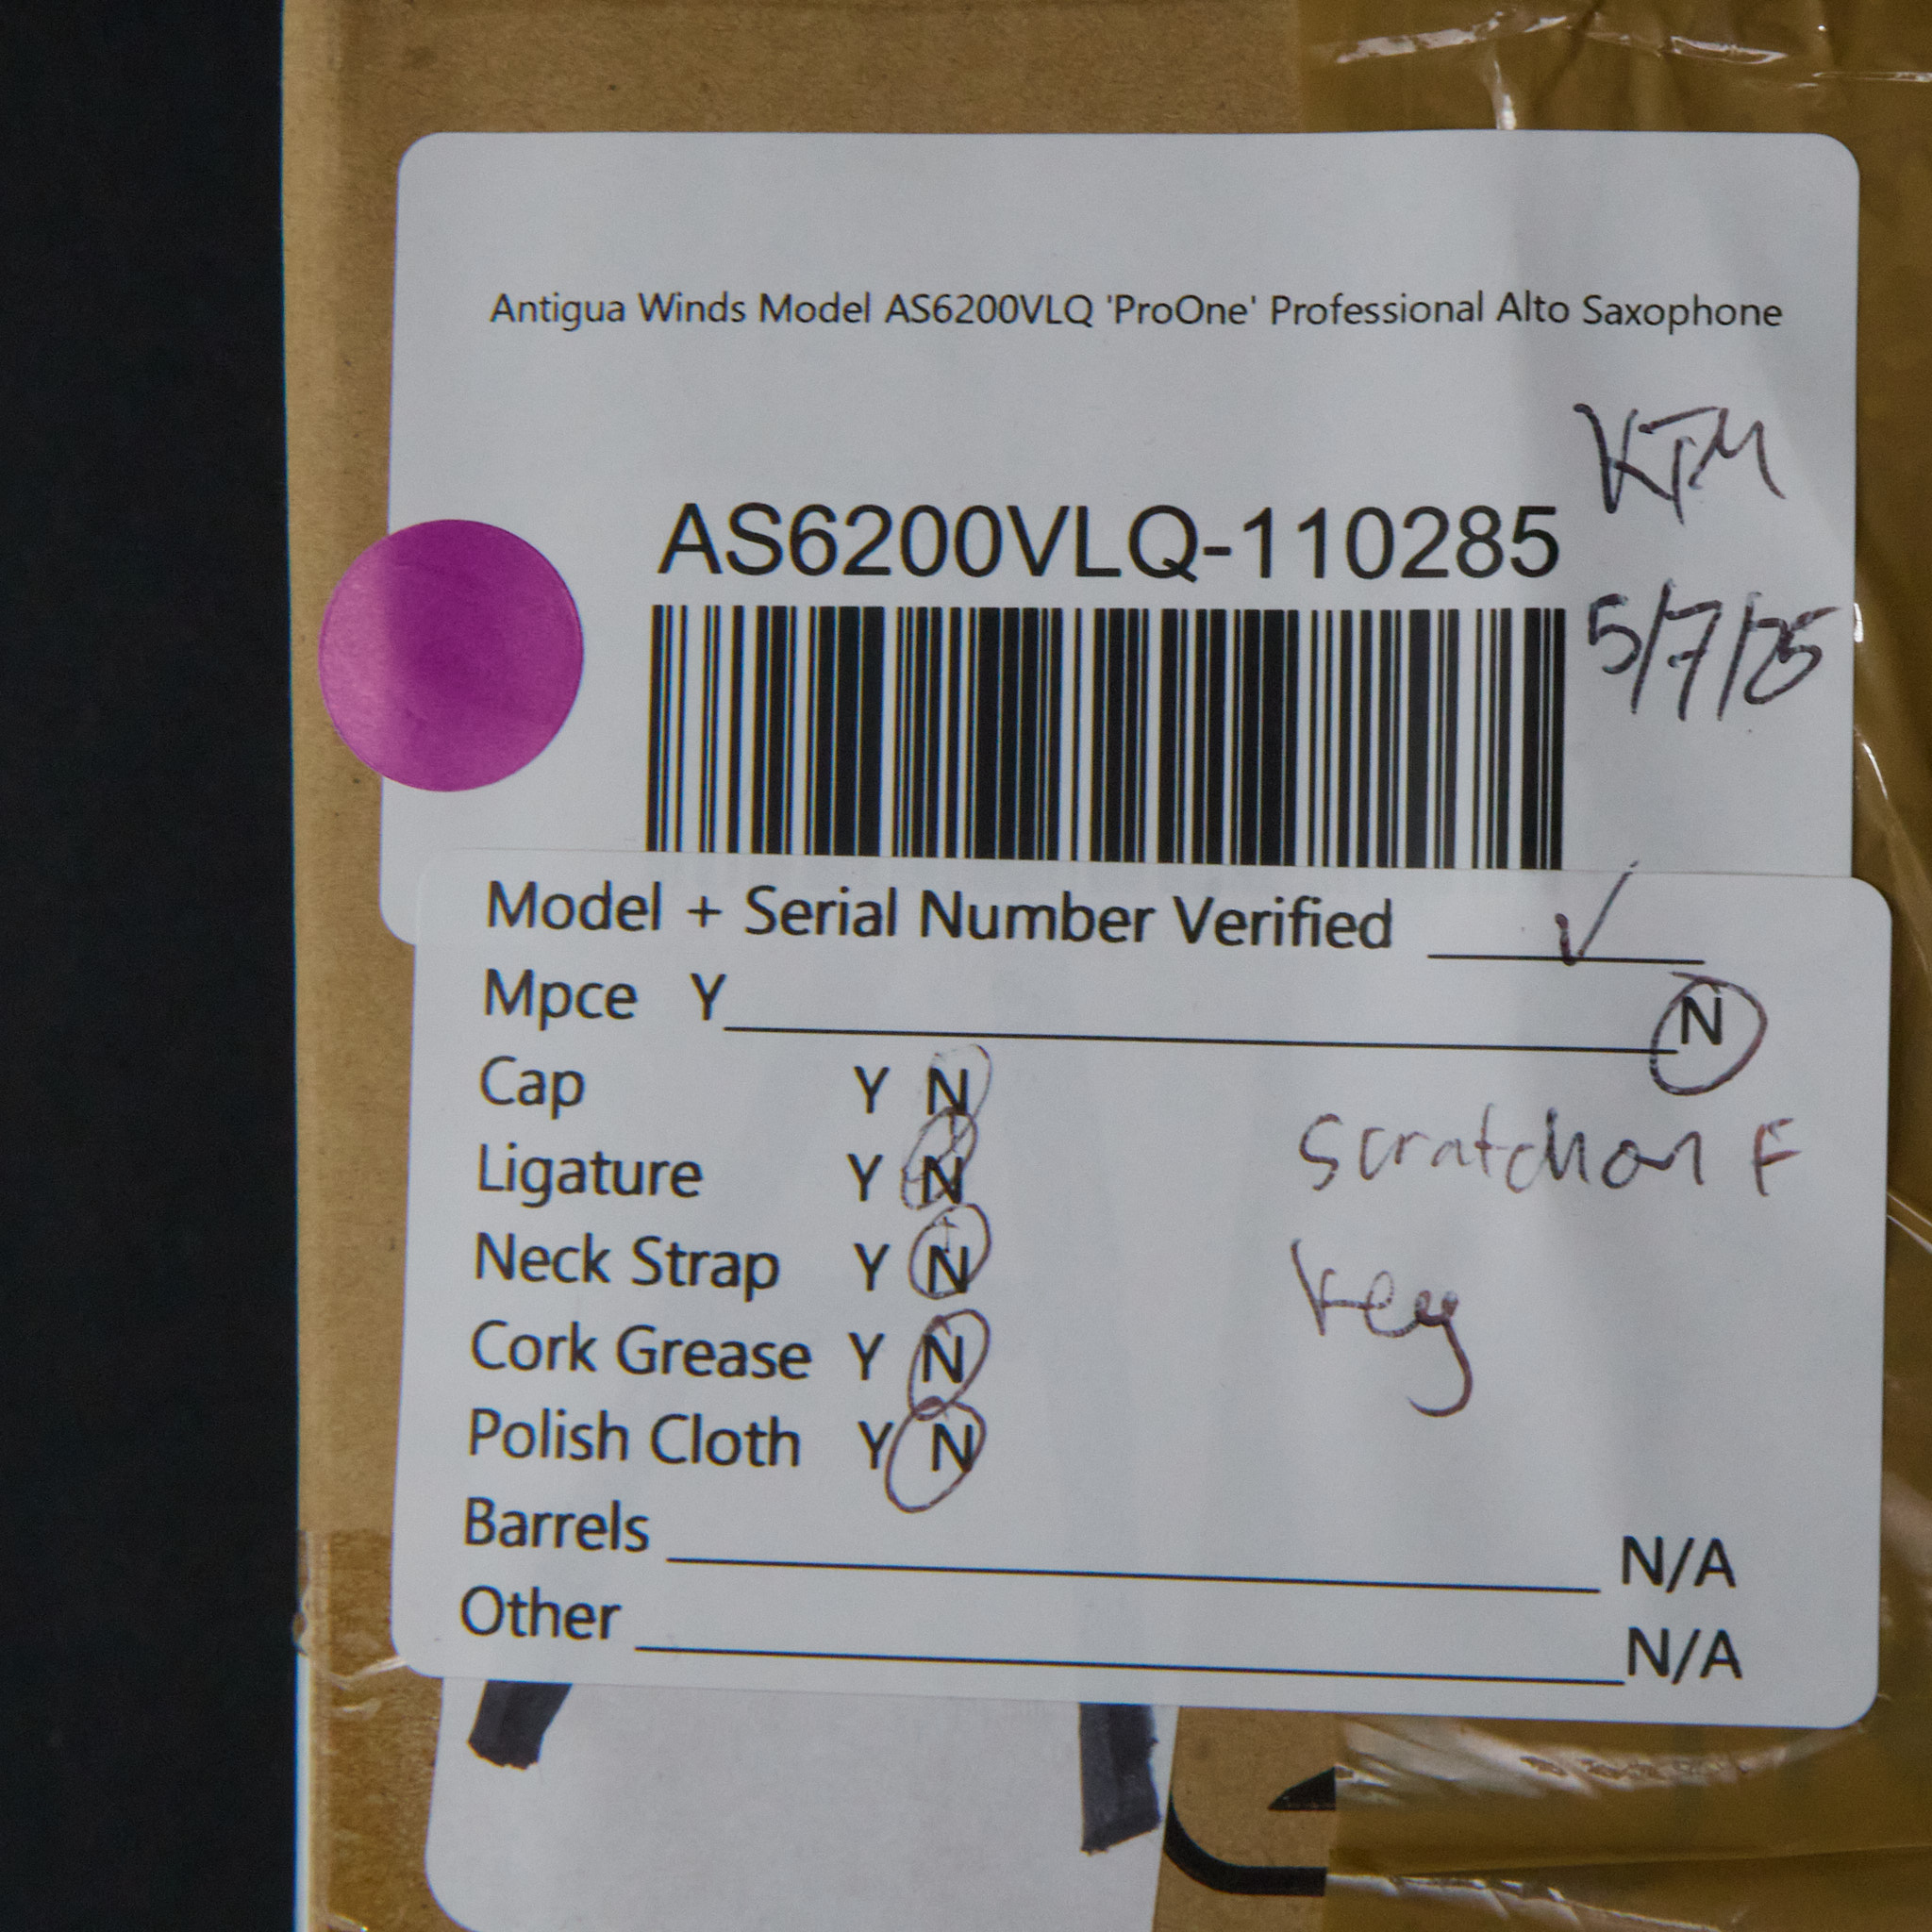 Antigua Winds Model AS6200VLQ 'ProOne' Professional Alto Saxophone
KTM
AS6200VLQ-110285
5/7/25
Model + Serial Number Verified ✓
Mpce Y N
Cap Y N
Ligature Y N
scratch on F
Neck Strap Y N
key
Cork Grease Y N
Polish Cloth Y N
Barrels N/A
Other N/A